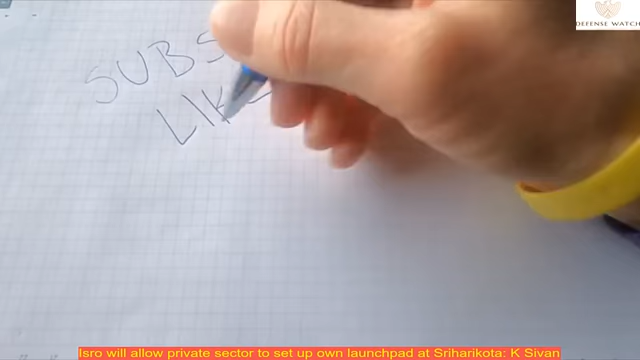 DEFENSE WATCH
SUBS
LIK
Isro will allow private sector to set up own launchpad at Sriharikota: K Sivan